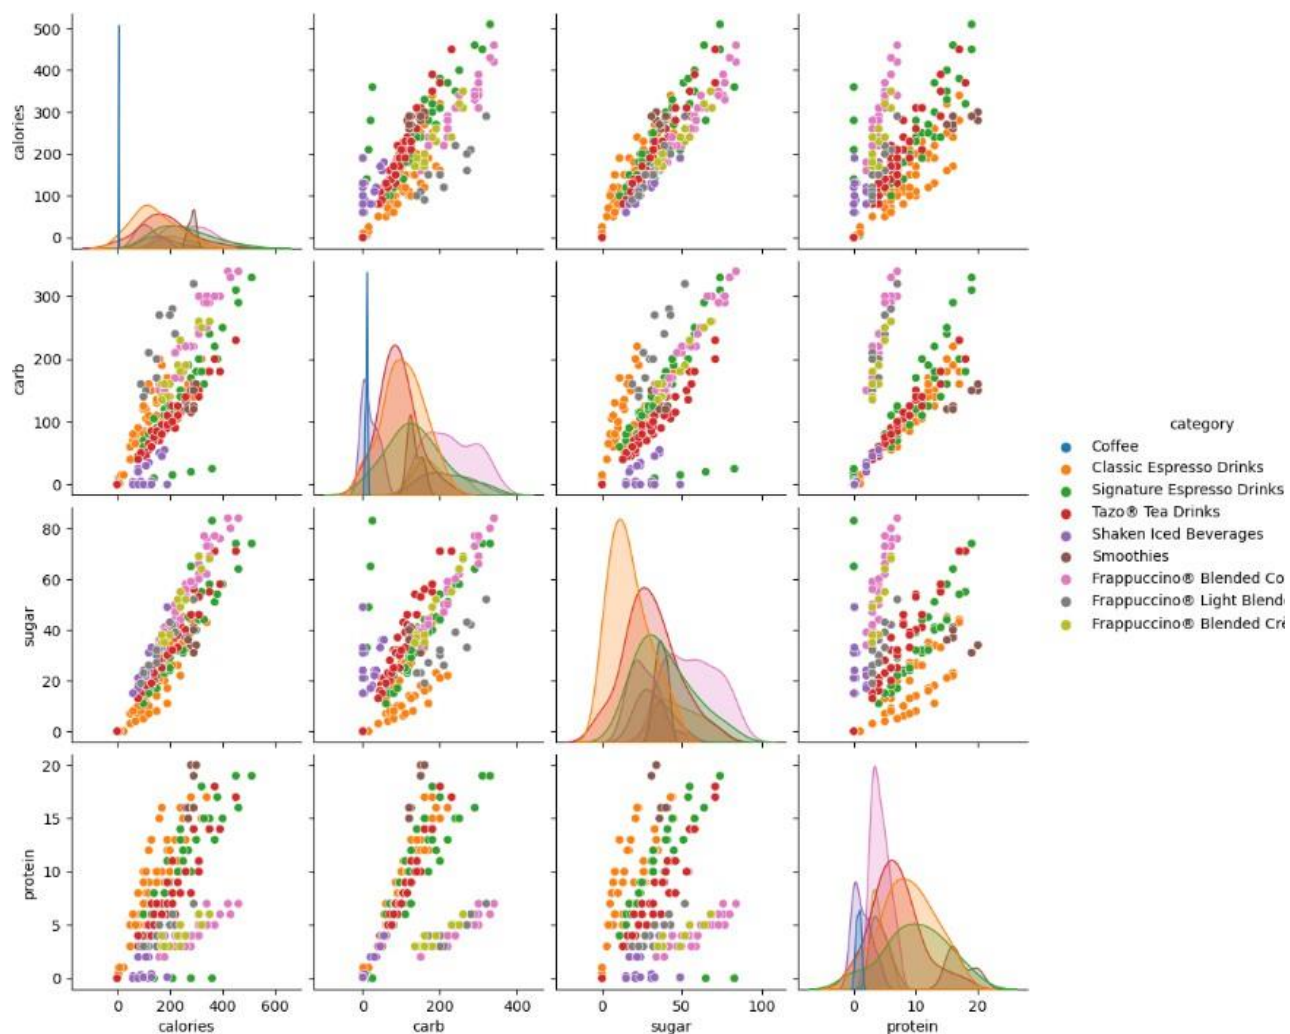 500
400
300
200
100
0
calories
300
200
100
0
carb
80
60
40
20
0
sugar
20
15
10
5
0
protein
0 200 400 600
calories
0 200 400
carb
0 50 100
sugar
0 10 20
protein
category
Coffee
Classic Espresso Drinks
Signature Espresso Drinks
Tazo® Tea Drinks
Shaken Iced Beverages
Smoothies
Frappuccino® Blended Co
Frappuccino® Light Blend
Frappuccino® Blended Crè